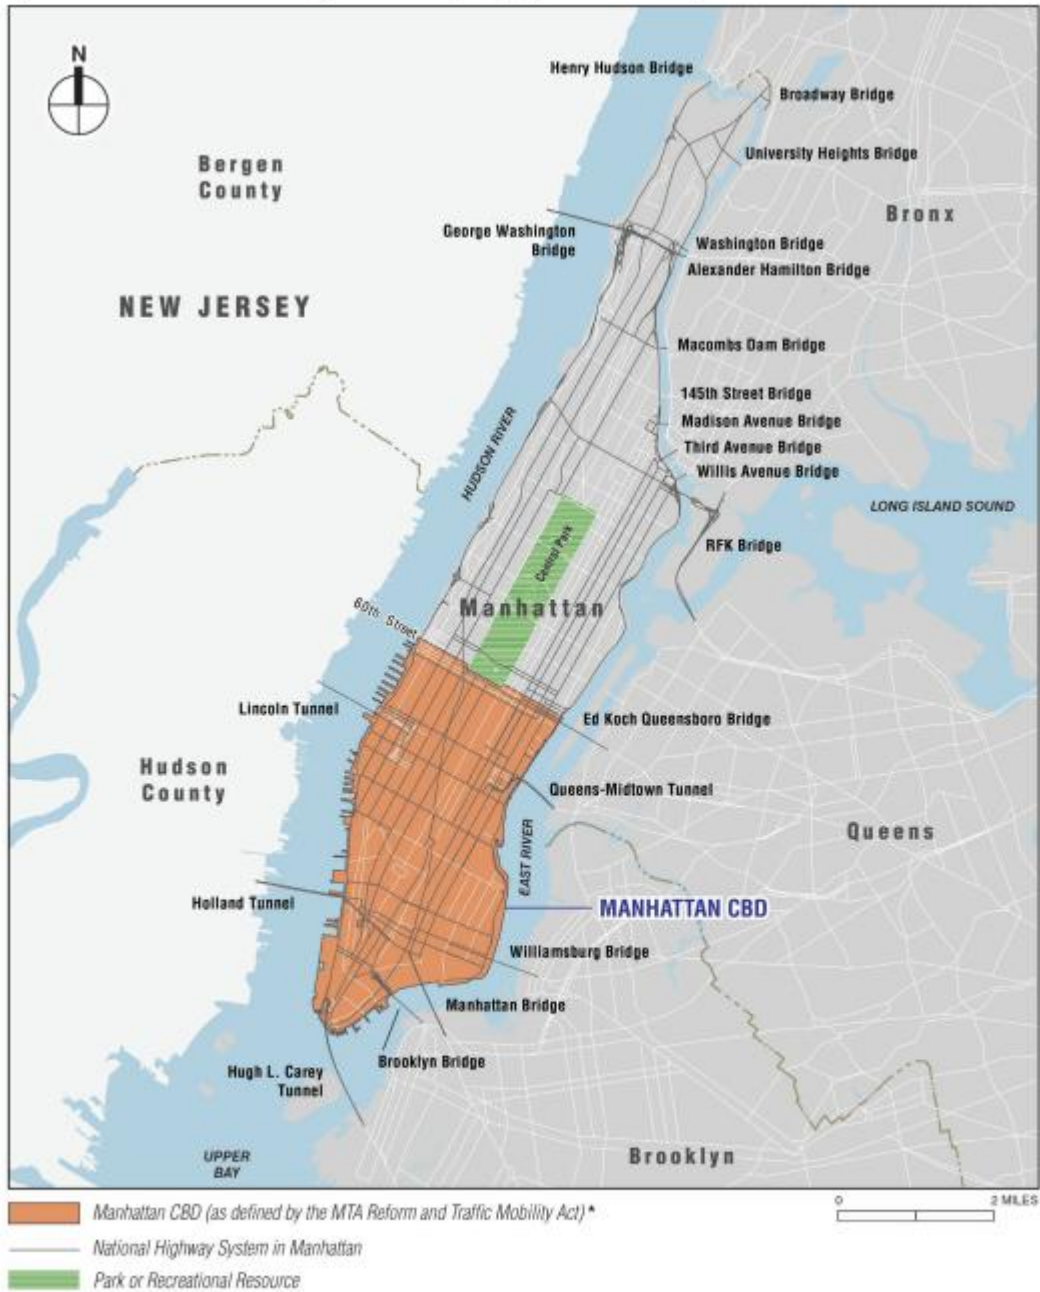 N
Henry Hudson Bridge
Broadway Bridge
University Heights Bridge
Bergen
County
Bronx
George Washington
Bridge
Washington Bridge
Alexander Hamilton Bridge
NEW JERSEY
Macombs Dam Bridge
145th Street Bridge
Madison Avenue Bridge
Third Avenue Bridge
Willis Avenue Bridge
HUDSON RIVER
LONG ISLAND SOUND
RFK Bridge
Central Park
Manhattan
60th Street
Lincoln Tunnel
Ed Koch Queensboro Bridge
Hudson
County
Queens-Midtown Tunnel
Queens
EAST RIVER
Holland Tunnel
MANHATTAN CBD
Williamsburg Bridge
Manhattan Bridge
Brooklyn Bridge
Hugh L. Carey
Tunnel
UPPER
BAY
Brooklyn
0 2 MILES
Manhattan CBD (as defined by the MTA Reform and Traffic Mobility Act) *
National Highway System in Manhattan
Park or Recreational Resource